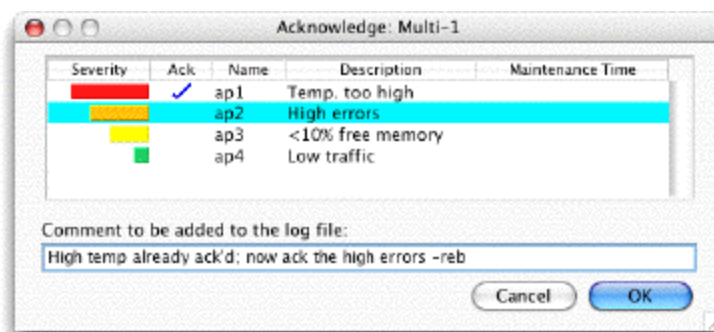 Acknowledge: Multi-1
Severity Ack Name Description Maintenance Time
ap1 Temp. too high
ap2 High errors
ap3 <10% free memory
ap4 Low traffic
Comment to be added to the log file:
High temp already ack'd; now ack the high errors -reb
Cancel OK